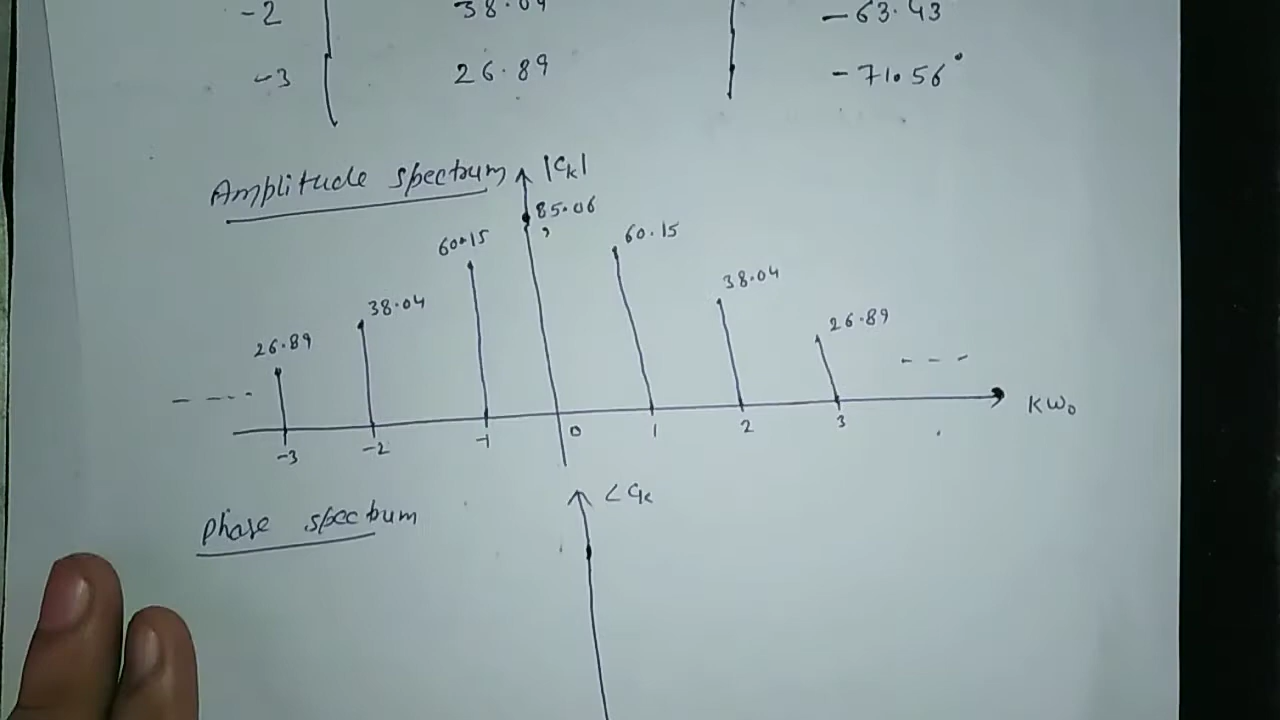 -2 38.04 -63.43
-3 26.89 -71.56°
Amplitude spectrum |Ck|
85.06
60.15 60.15
38.04 38.04
26.89 26.89
---- ---
-3 -2 -1 0 1 2 3 Kω₀
Phase spectrum ∠Ck